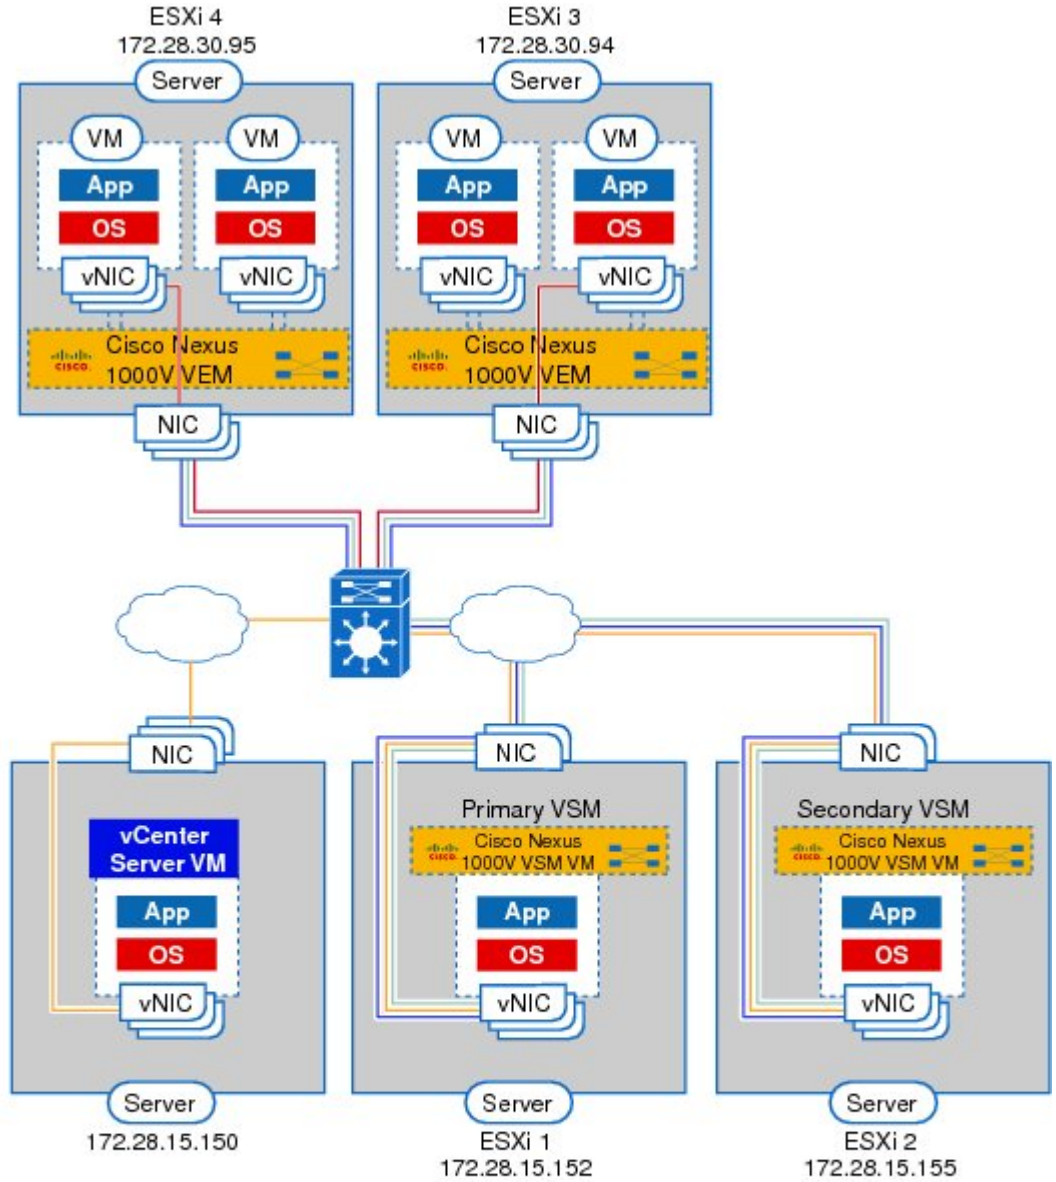 ESXi 4
172.28.30.95
Server
VM
VM
App
App
OS
OS
vNIC
vNIC
CISCO.
Cisco Nexus
1000V VEM
NIC
ESXi 3
172.28.30.94
Server
VM
VM
App
App
OS
OS
vNIC
vNIC
CISCO.
Cisco Nexus
1000V VEM
NIC
NIC
vCenter
Server VM
App
OS
vNIC
Server
172.28.15.150
NIC
Primary VSM
CISCO.
Cisco Nexus
1000V VSM VM
App
OS
vNIC
Server
ESXi 1
172.28.15.152
NIC
Secondary VSM
CISCO.
Cisco Nexus
1000V VSM VM
App
OS
vNIC
Server
ESXi 2
172.28.15.155